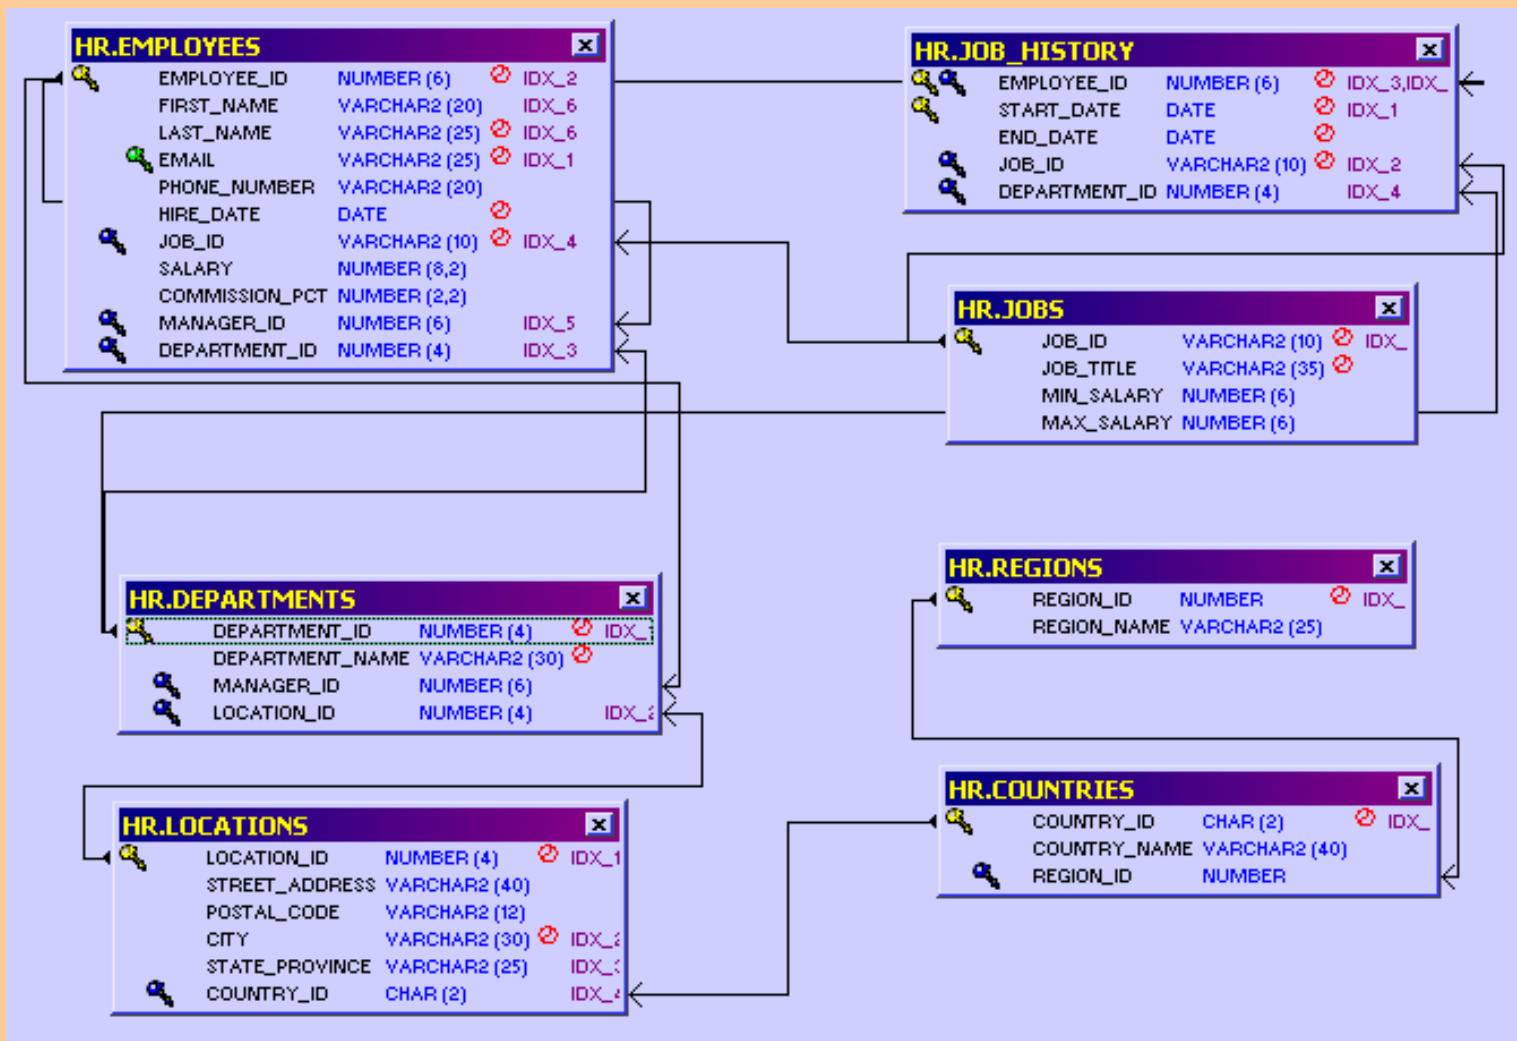 HR.EMPLOYEES
EMPLOYEE_ID NUMBER (6) IDX_2
FIRST_NAME VARCHAR2 (20) IDX_6
LAST_NAME VARCHAR2 (25) IDX_6
EMAIL VARCHAR2 (25) IDX_1
PHONE_NUMBER VARCHAR2 (20)
HIRE_DATE DATE
JOB_ID VARCHAR2 (10) IDX_4
SALARY NUMBER (8,2)
COMMISSION_PCT NUMBER (2,2)
MANAGER_ID NUMBER (6) IDX_5
DEPARTMENT_ID NUMBER (4) IDX_3
HR.JOB_HISTORY
EMPLOYEE_ID NUMBER (6) IDX_3,IDX_
START_DATE DATE IDX_1
END_DATE DATE
JOB_ID VARCHAR2 (10) IDX_2
DEPARTMENT_ID NUMBER (4) IDX_4
HR.JOBS
JOB_ID VARCHAR2 (10) IDX_
JOB_TITLE VARCHAR2 (35)
MIN_SALARY NUMBER (6)
MAX_SALARY NUMBER (6)
HR.DEPARTMENTS
DEPARTMENT_ID NUMBER (4) IDX_
DEPARTMENT_NAME VARCHAR2 (30)
MANAGER_ID NUMBER (6)
LOCATION_ID NUMBER (4) IDX_2
HR.REGIONS
REGION_ID NUMBER IDX_
REGION_NAME VARCHAR2 (25)
HR.LOCATIONS
LOCATION_ID NUMBER (4) IDX_1
STREET_ADDRESS VARCHAR2 (40)
POSTAL_CODE VARCHAR2 (12)
CITY VARCHAR2 (30) IDX_2
STATE_PROVINCE VARCHAR2 (25) IDX_3
COUNTRY_ID CHAR (2) IDX_4
HR.COUNTRIES
COUNTRY_ID CHAR (2) IDX_
COUNTRY_NAME VARCHAR2 (40)
REGION_ID NUMBER